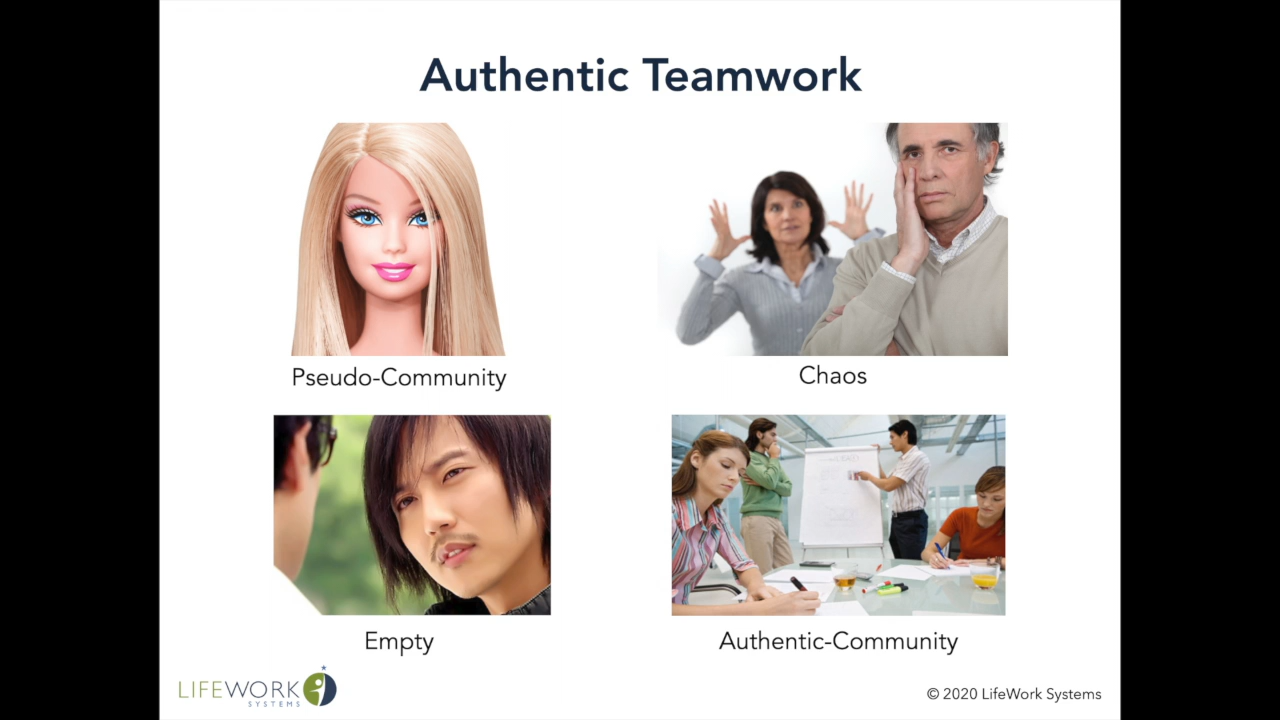 Authentic Teamwork
Pseudo-Community
Chaos
Empty
Authentic-Community
LIFEWORK
SYSTEMS
© 2020 LifeWork Systems